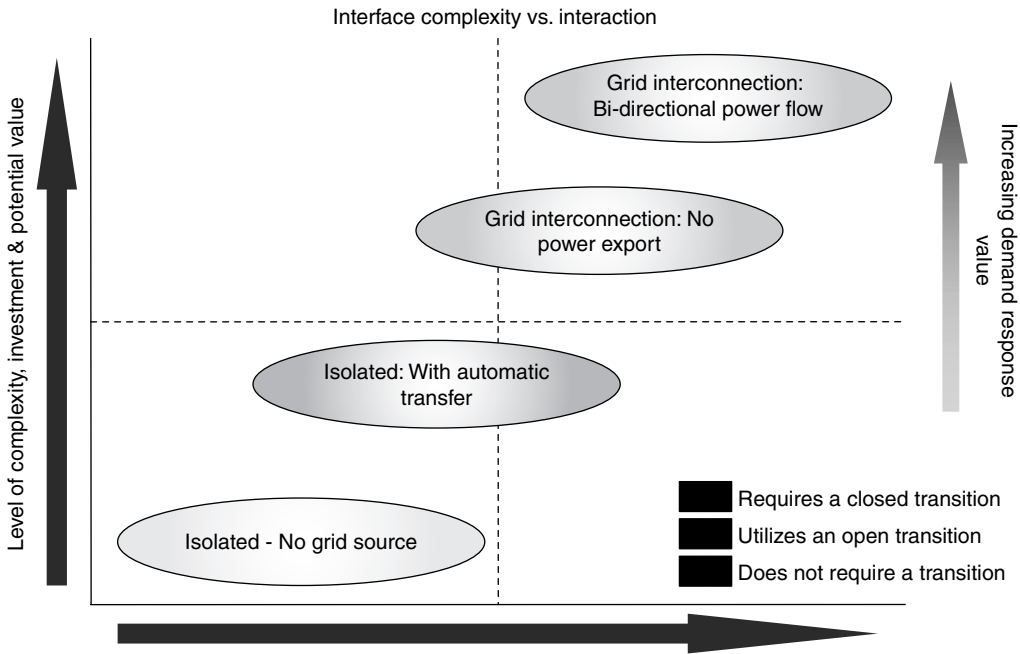 Interface complexity vs. interaction
Level of complexity, investment & potential value
Grid interconnection:
Bi-directional power flow
Grid interconnection: No
power export
Isolated: With automatic
transfer
Isolated - No grid source
Increasing demand response
value
Requires a closed transition
Utilizes an open transition
Does not require a transition